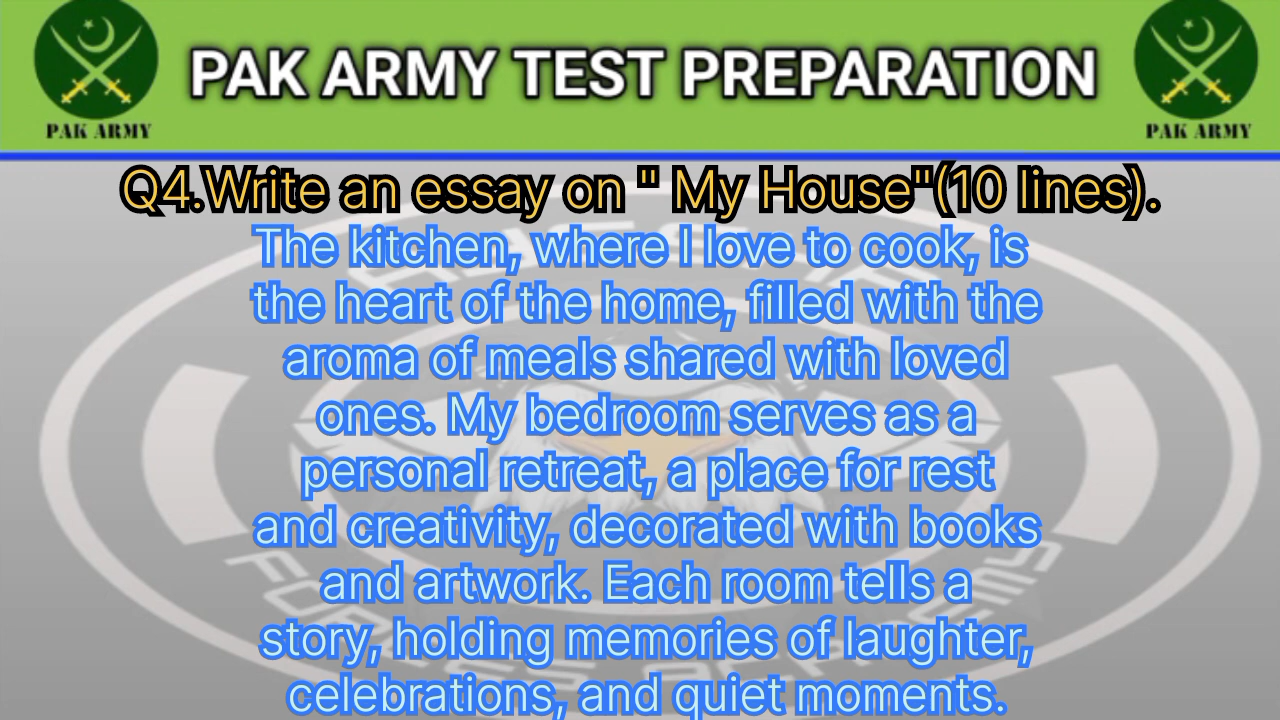 PAK ARMY TEST PREPARATION
PAK ARMY
PAK ARMY
Q4.Write an essay on " My House"(10 lines).
The kitchen, where I love to cook, is
the heart of the home, filled with the
aroma of meals shared with loved
ones. My bedroom serves as a
personal retreat, a place for rest
and creativity, decorated with books
and artwork. Each room tells a
story, holding memories of laughter,
celebrations, and quiet moments.